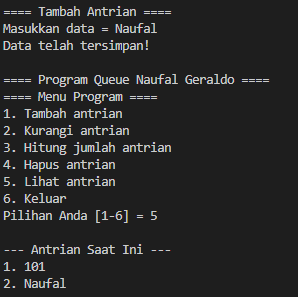 ==== Tambah Antrian ====
Masukkan data = Naufal
Data telah tersimpan!
==== Program Queue Naufal Geraldo ====
==== Menu Program ====
1. Tambah antrian
2. Kurangi antrian
3. Hitung jumlah antrian
4. Hapus antrian
5. Lihat antrian
6. Keluar
Pilihan Anda [1-6] = 5
--- Antrian Saat Ini ---
1. 101
2. Naufal